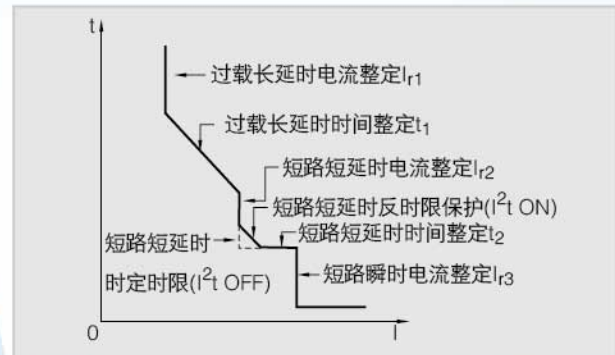 t
过载长延时电流整定Ir1
过载长延时时间整定t1
短路短延时电流整定Ir2
短路短延时反时限保护(I²t ON)
短路短延时时间整定t2
短路短延时
时定时限(I²t OFF)
短路瞬时电流整定Ir3
0
I